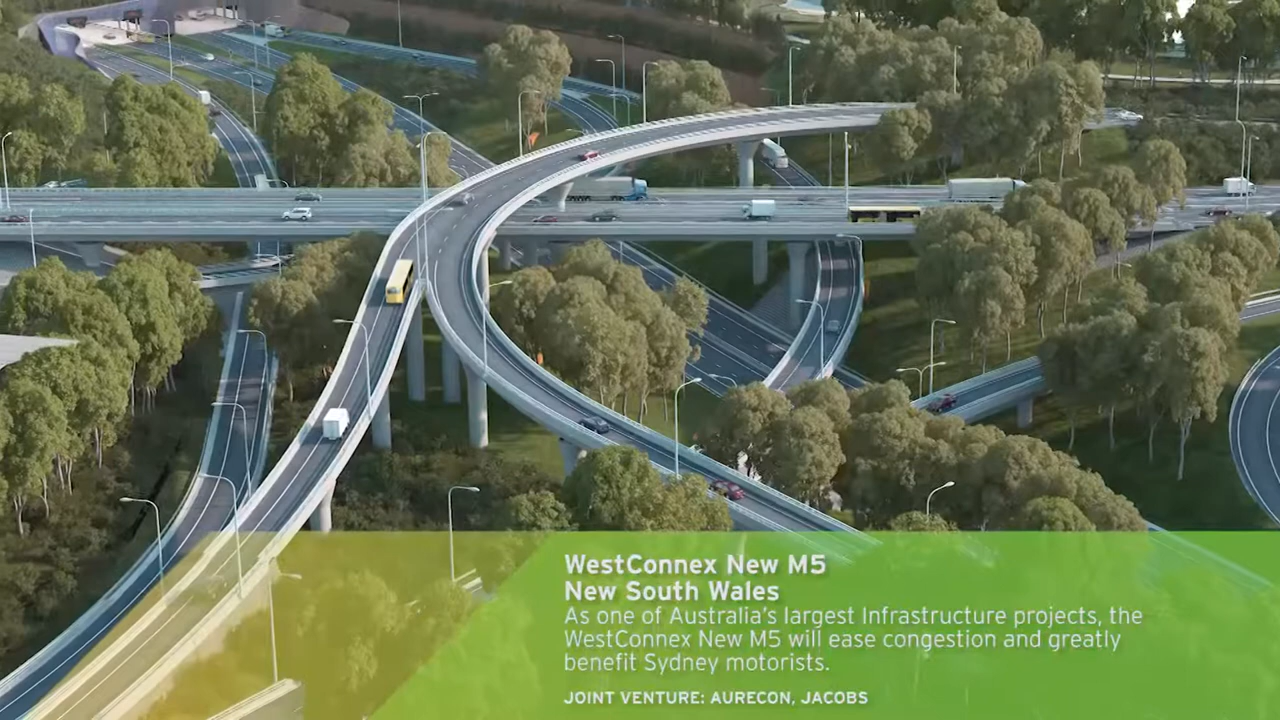 WestConnex New M5
New South Wales
As one of Australia's largest Infrastructure projects, the
WestConnex New M5 will ease congestion and greatly
benefit Sydney motorists.
JOINT VENTURE: AURECON, JACOBS